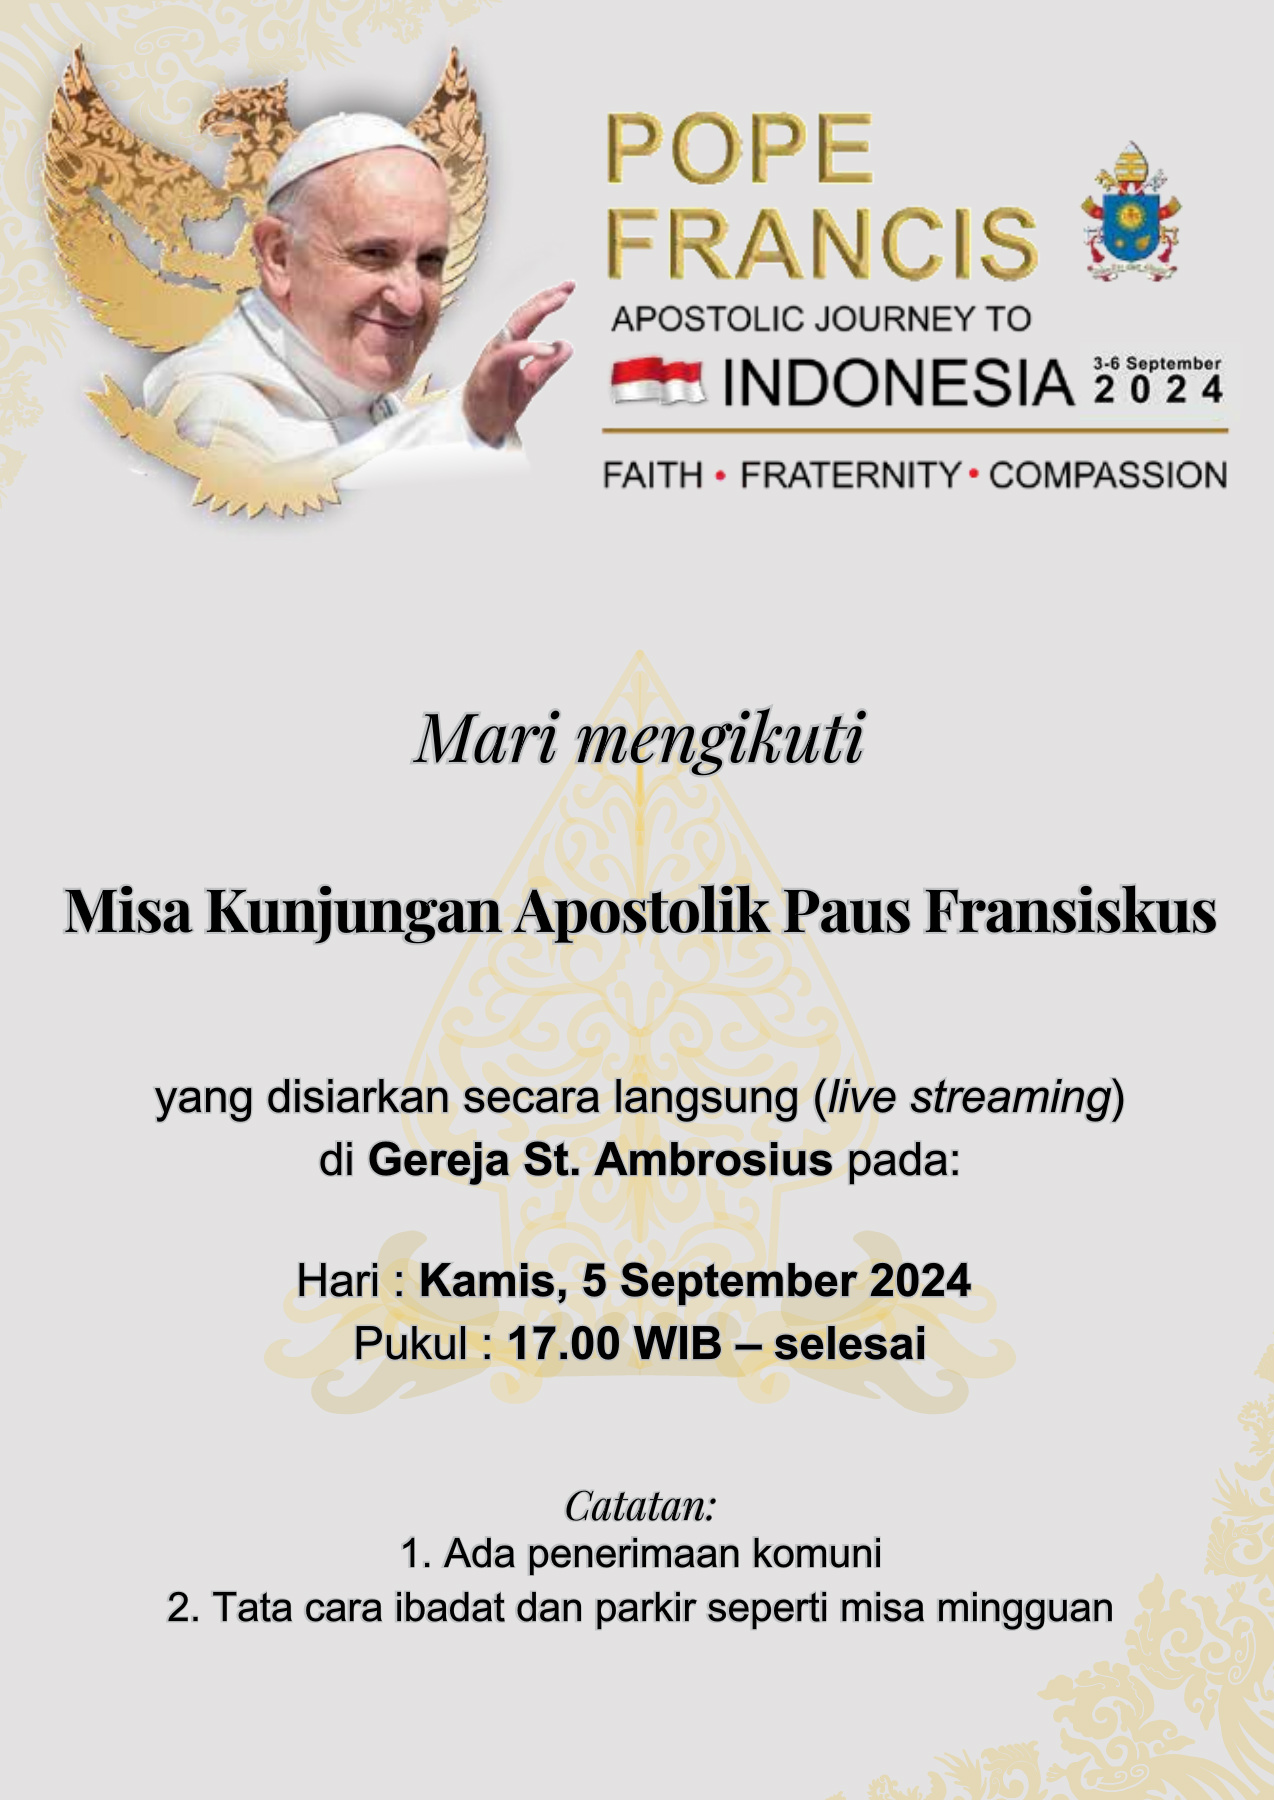 POPE
FRANCIS
APOSTOLIC JOURNEY TO
INDONESIA 3-6 September 2024
FAITH • FRATERNITY • COMPASSION
Mari mengikuti
Misa Kunjungan Apostolik Paus Fransiskus
yang disiarkan secara langsung (live streaming)
di Gereja St. Ambrosius pada:
Hari : Kamis, 5 September 2024
Pukul : 17.00 WIB – selesai
Catatan:
1. Ada penerimaan komuni
2. Tata cara ibadat dan parkir seperti misa mingguan